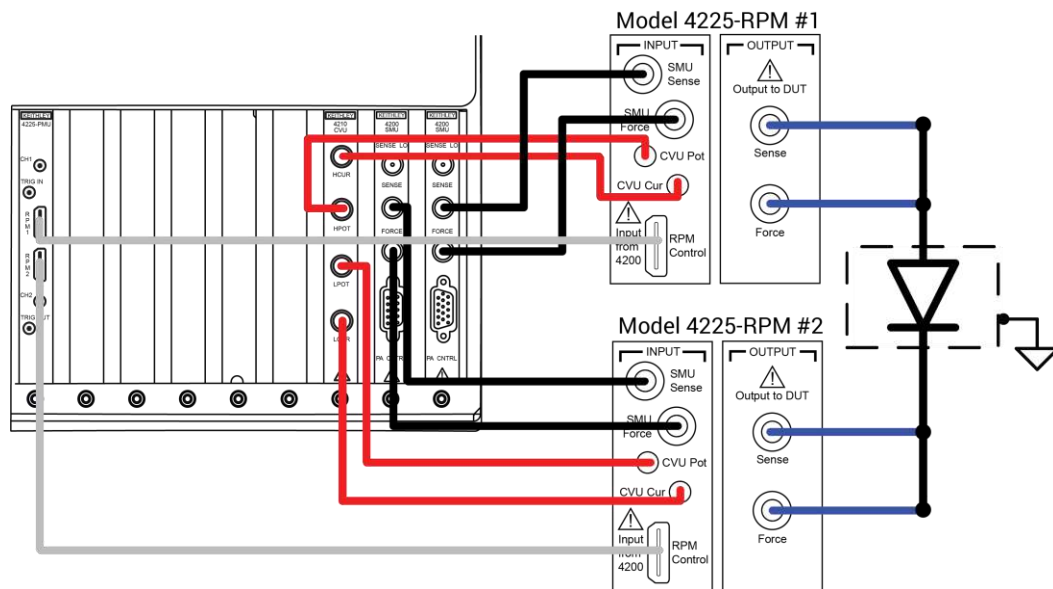 Model 4225-RPM #1
INPUT
SMU
Sense
SMU
Force
CVU Pot
CVU Cur
Input
from
4200
RPM
Control
OUTPUT
Output to DUT
Sense
Force
KEITHLEY
4225-PMU
CH1
TRIG IN
RPM1
RPM2
CH2
KEITHLEY
4210
CVU
HCUR
HPOT
LPOT
KEITHLEY
4200
SMU
SENSE LO
SENSE
FORCE
PA CNTRL
KEITHLEY
4200
SMU
SENSE LO
SENSE
FORCE
PA CNTRL
Model 4225-RPM #2
INPUT
SMU
Sense
SMU
Force
CVU Pot
CVU Cur
Input
from
4200
RPM
Control
OUTPUT
Output to DUT
Sense
Force